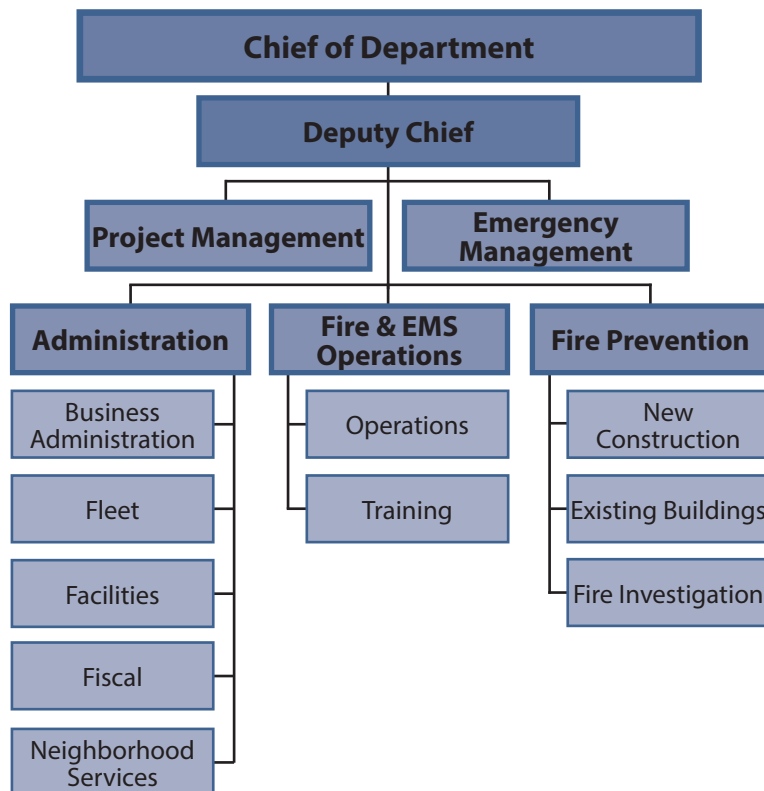 Chief of Department
Deputy Chief
Project Management
Emergency
Management
Administration
Fire & EMS
Operations
Fire Prevention
Business
Administration
Fleet
Facilities
Fiscal
Neighborhood
Services
Operations
Training
New
Construction
Existing Buildings
Fire Investigation